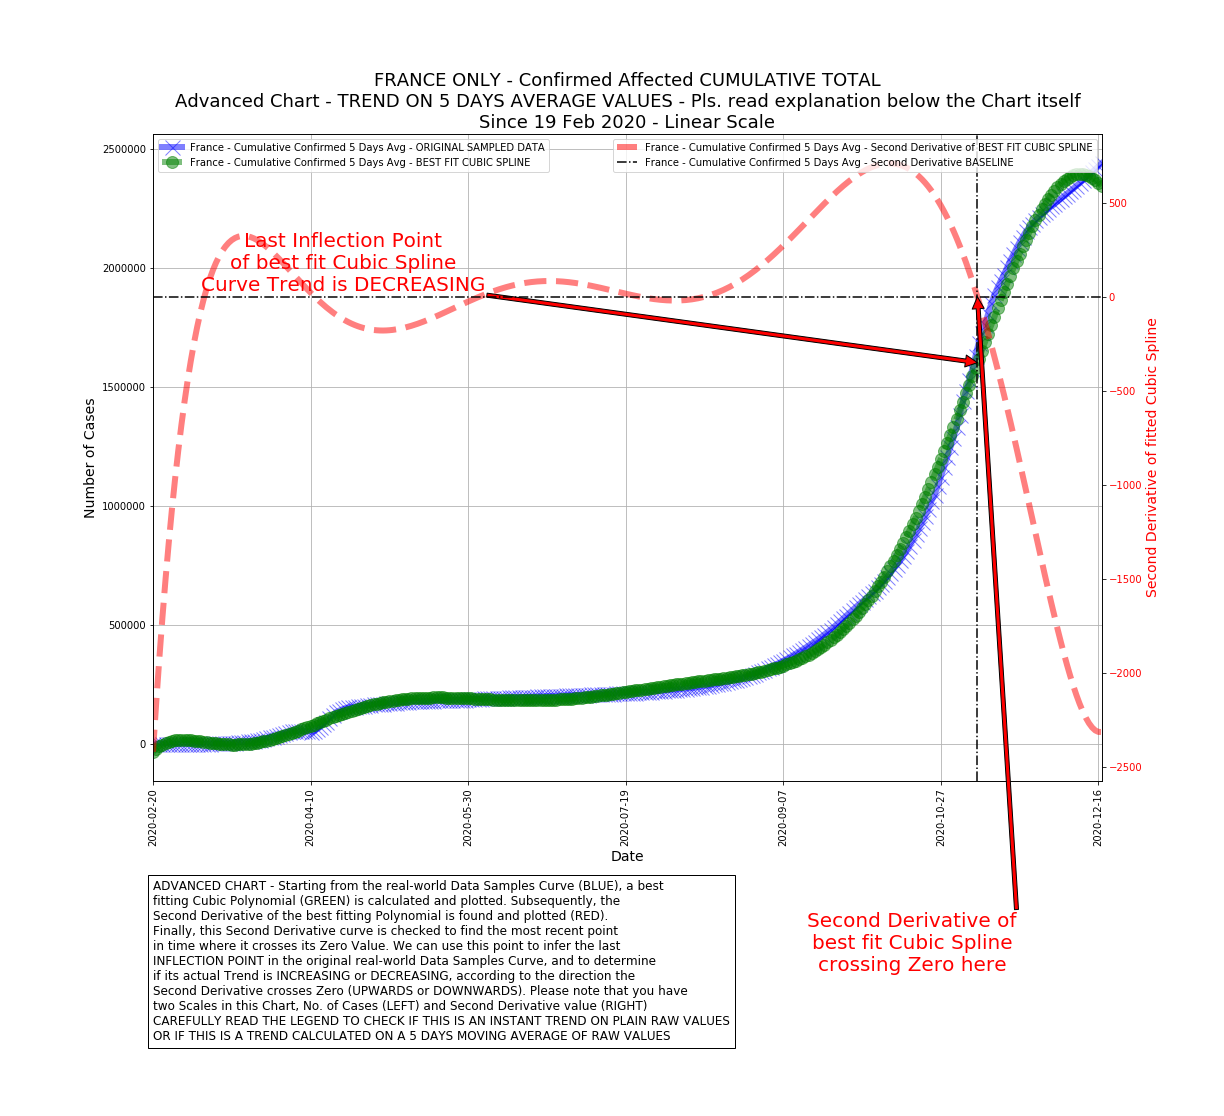 FRANCE ONLY - Confirmed Affected CUMULATIVE TOTAL
Advanced Chart - TREND ON 5 DAYS AVERAGE VALUES - Pls. read explanation below the Chart itself
Since 19 Feb 2020 - Linear Scale
France - Cumulative Confirmed 5 Days Avg - ORIGINAL SAMPLED DATA
France - Cumulative Confirmed 5 Days Avg - BEST FIT CUBIC SPLINE
France - Cumulative Confirmed 5 Days Avg - Second Derivative of BEST FIT CUBIC SPLINE
France - Cumulative Confirmed 5 Days Avg - Second Derivative BASELINE
Last Inflection Point
of best fit Cubic Spline
Curve Trend is DECREASING
Number of Cases
2500000
2000000
1500000
1000000
500000
0
500
0
−500
−1000
−1500
−2000
−2500
Second Derivative of fitted Cubic Spline
2020-02-20
2020-04-10
2020-05-30
2020-07-19
2020-09-07
2020-10-27
2020-12-16
Date
Second Derivative of
best fit Cubic Spline
crossing Zero here
ADVANCED CHART - Starting from the real-world Data Samples Curve (BLUE), a best
fitting Cubic Polynomial (GREEN) is calculated and plotted. Subsequently, the
Second Derivative of the best fitting Polynomial is found and plotted (RED).
Finally, this Second Derivative curve is checked to find the most recent point
in time where it crosses its Zero Value. We can use this point to infer the last
INFLECTION POINT in the original real-world Data Samples Curve, and to determine
if its actual Trend is INCREASING or DECREASING, according to the direction the
Second Derivative crosses Zero (UPWARDS or DOWNWARDS). Please note that you have
two Scales in this Chart, No. of Cases (LEFT) and Second Derivative value (RIGHT)
CAREFULLY READ THE LEGEND TO CHECK IF THIS IS AN INSTANT TREND ON PLAIN RAW VALUES
OR IF THIS IS A TREND CALCULATED ON A 5 DAYS MOVING AVERAGE OF RAW VALUES